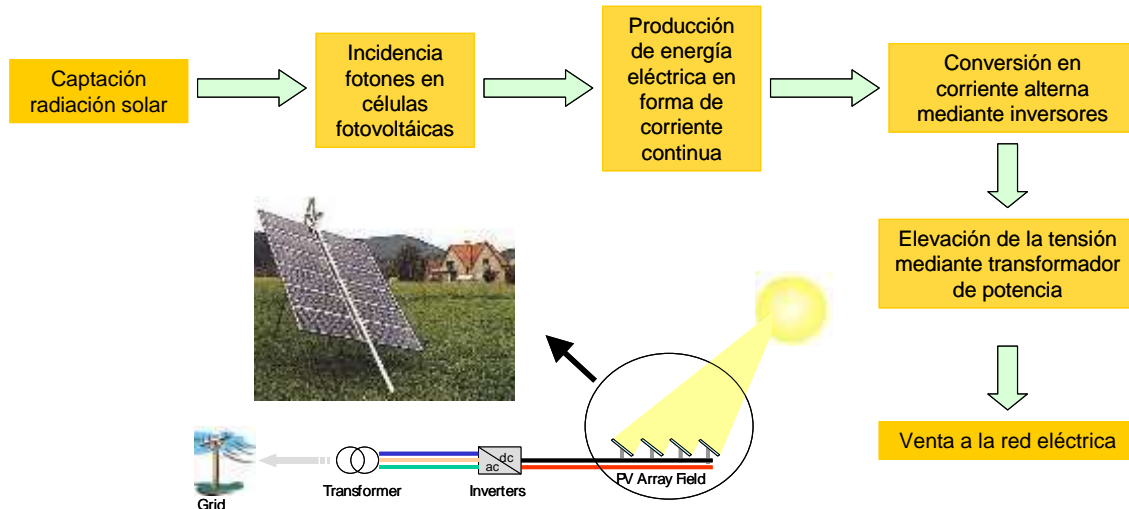 Captación
radiación solar
Incidencia
fotones en
células
fotovoltáicas
Producción
de energía
eléctrica en
forma de
corriente
continua
Conversión en
corriente alterna
mediante inversores
Elevación de la tensión
mediante transformador
de potencia
Venta a la red eléctrica
dc
ac
PV Array Field
Transformer
Inverters
Grid